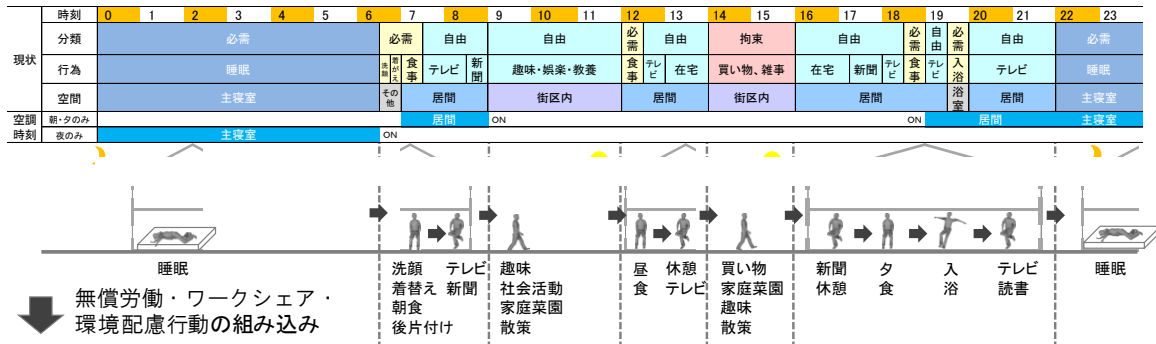 時刻 0 1 2 3 4 5 6 7 8 9 10 11 12 13 14 15 16 17 18 19 20 21 22 23
現状
分類 必需 必需 自由 自由 必需 自由 拘束 自由 必需 自由 必需 自由 必需
行為 睡眠 洗顔 着がえ 食事 テレビ 新聞 趣味・娯楽・教養 食事 テレビ 在宅 買い物、雑事 在宅 新聞 テレビ 食事 テレビ 入浴 テレビ 睡眠
空間 主寝室 その他 居間 街区内 居間 街区内 居間 浴室 居間 主寝室
空調時刻
朝・夕のみ 居間 ON ON 居間 主寝室
夜のみ 主寝室 ON
睡眠
洗顔
着替え
朝食
後片付け
テレビ
新聞
趣味
社会活動
家庭菜園
散策
昼食
休憩
テレビ
買い物
家庭菜園
趣味
散策
新聞
休憩
夕食
入浴
テレビ
読書
睡眠
無償労働・ワークシェア・
環境配慮行動の組み込み